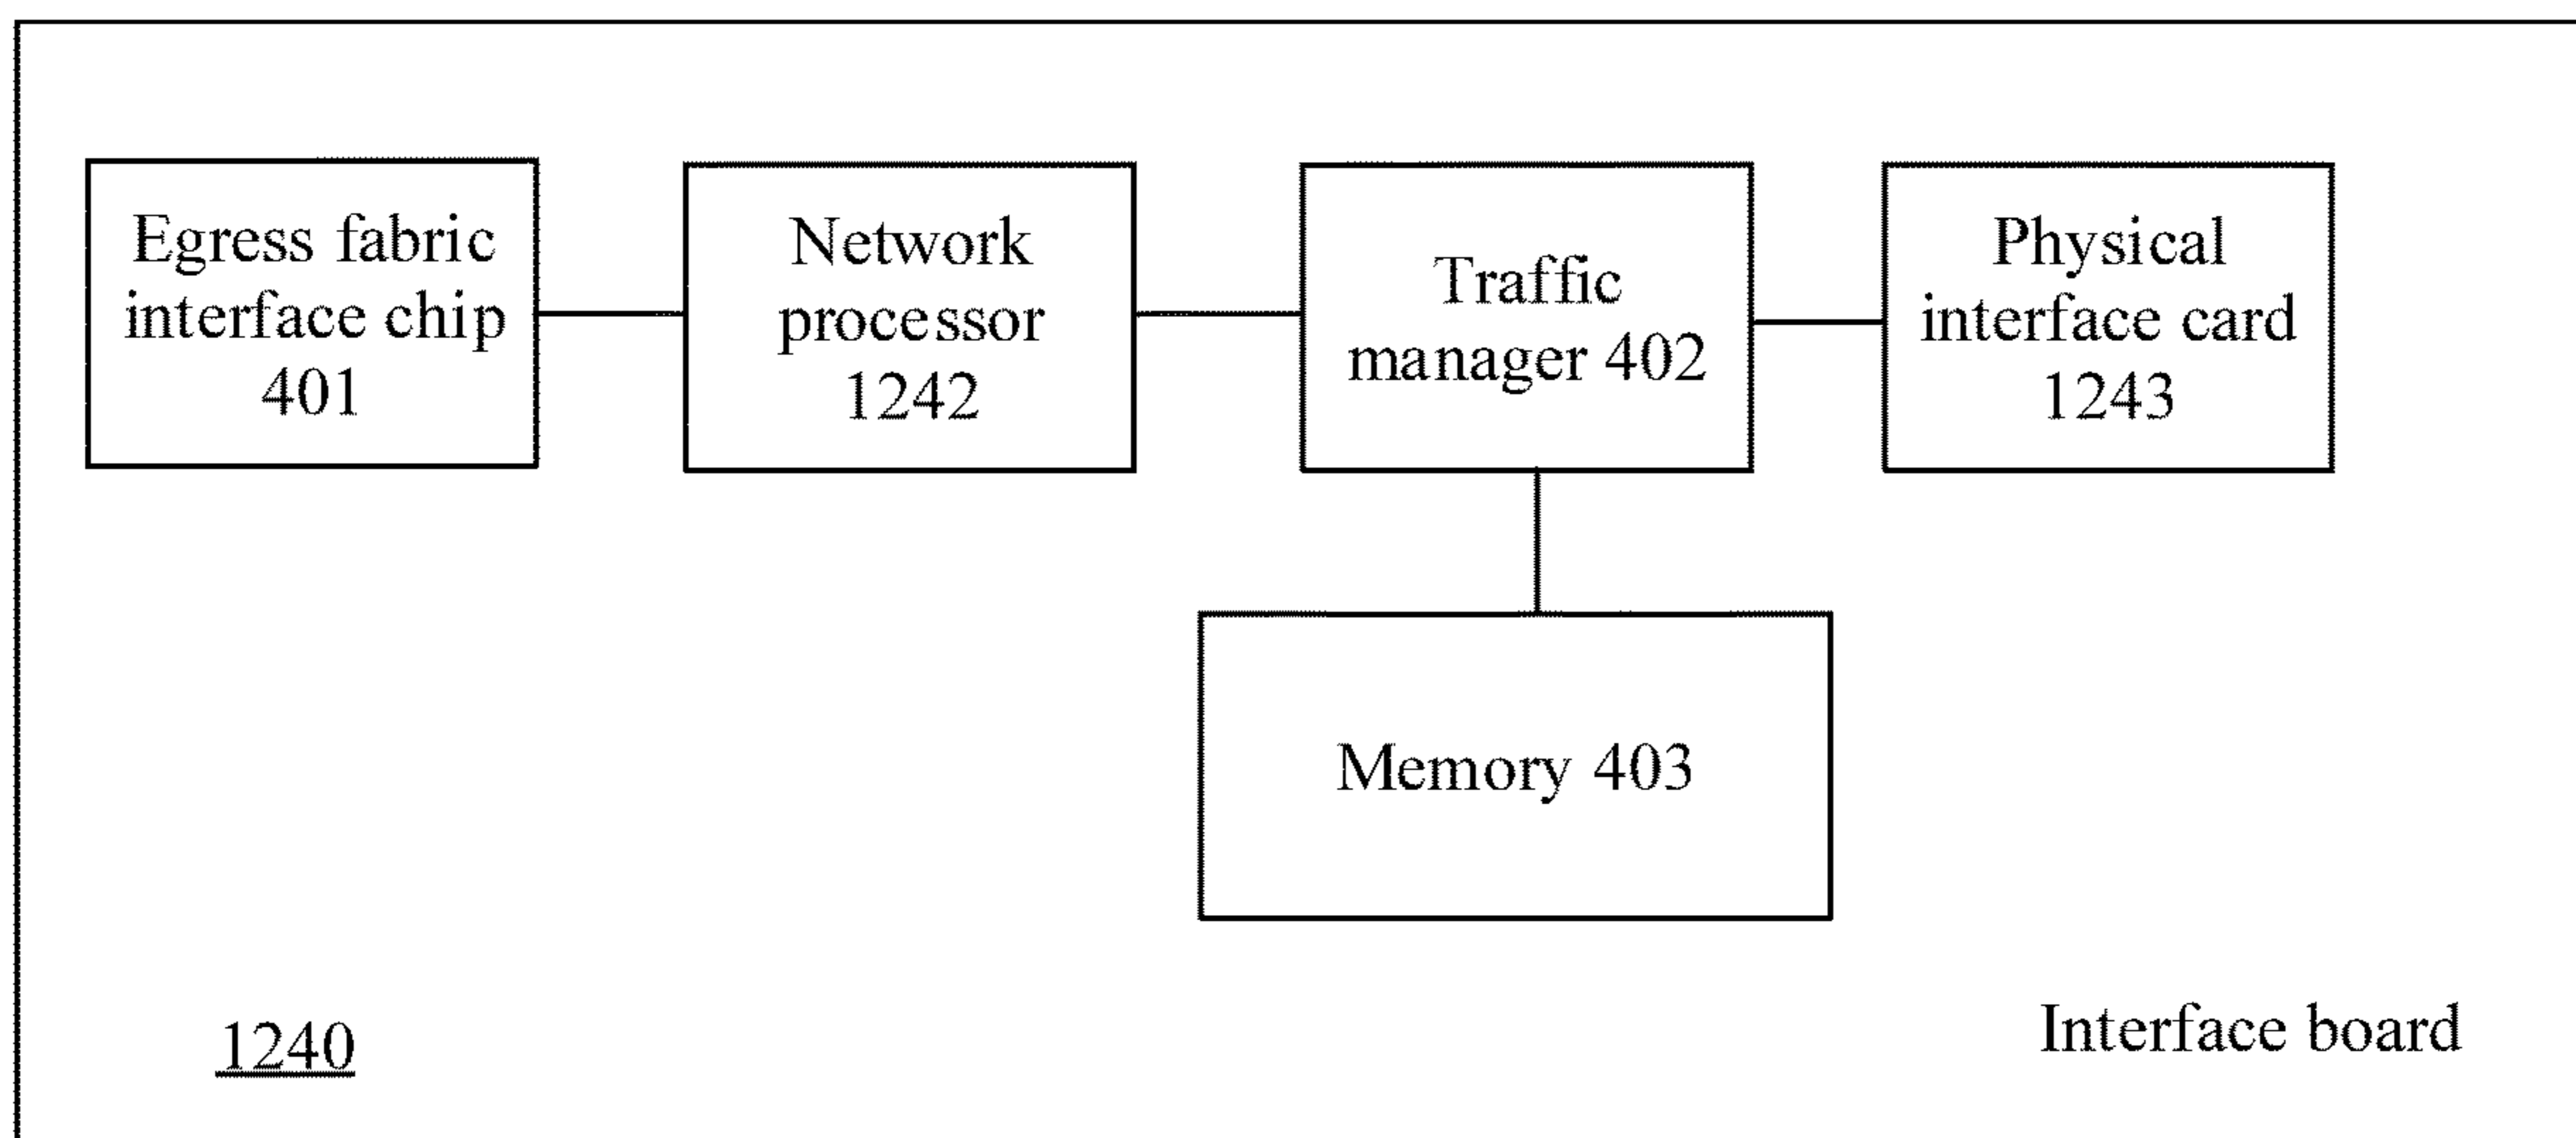 Egress fabric
interface chip
401
Network
processor
1242
Traffic
manager 402
Physical
interface card
1243
Memory 403
1240
Interface board